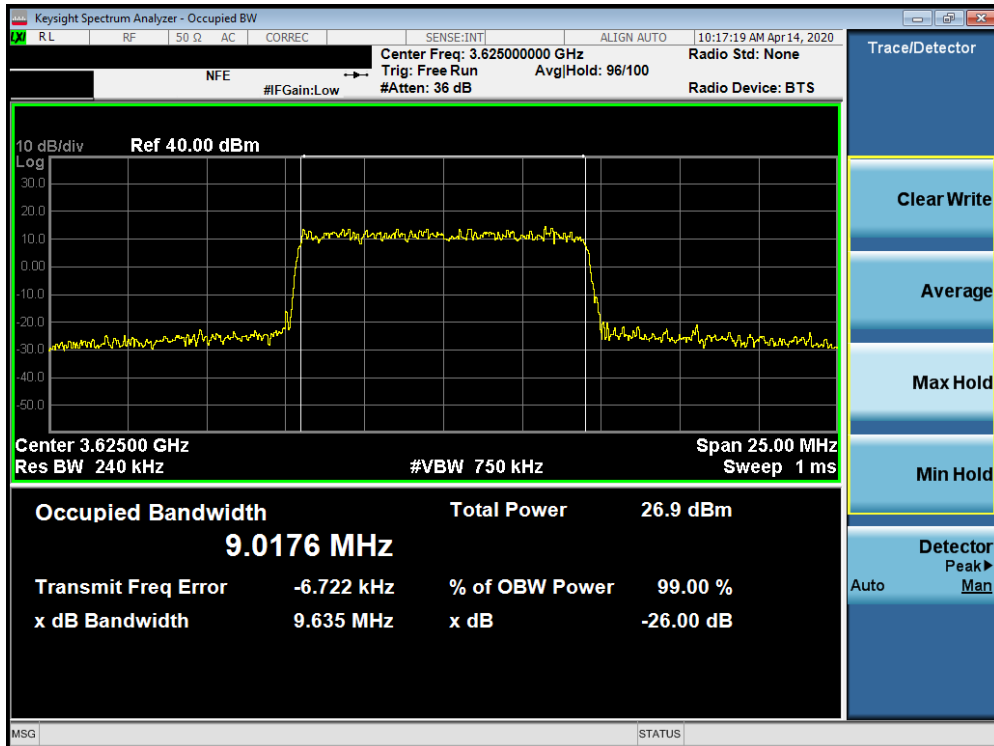 Keysight Spectrum Analyzer - Occupied BW
LXI RL RF 50 Ω AC CORREC SENSE:INT ALIGN AUTO 10:17:19 AM Apr 14, 2020
Center Freq: 3.625000000 GHz Radio Std: None
NFE Trig: Free Run Avg|Hold: 96/100
#IFGain:Low #Atten: 36 dB Radio Device: BTS
10 dB/div Ref 40.00 dBm
Log
30.0
20.0
10.0
0.00
-10.0
-20.0
-30.0
-40.0
-50.0
Center 3.62500 GHz Span 25.00 MHz
Res BW 240 kHz #VBW 750 kHz Sweep 1 ms
Occupied Bandwidth Total Power 26.9 dBm
9.0176 MHz
Transmit Freq Error -6.722 kHz % of OBW Power 99.00 %
x dB Bandwidth 9.635 MHz x dB -26.00 dB
MSG STATUS
Trace/Detector
Clear Write
Average
Max Hold
Min Hold
Detector
Peak▶
Auto Man